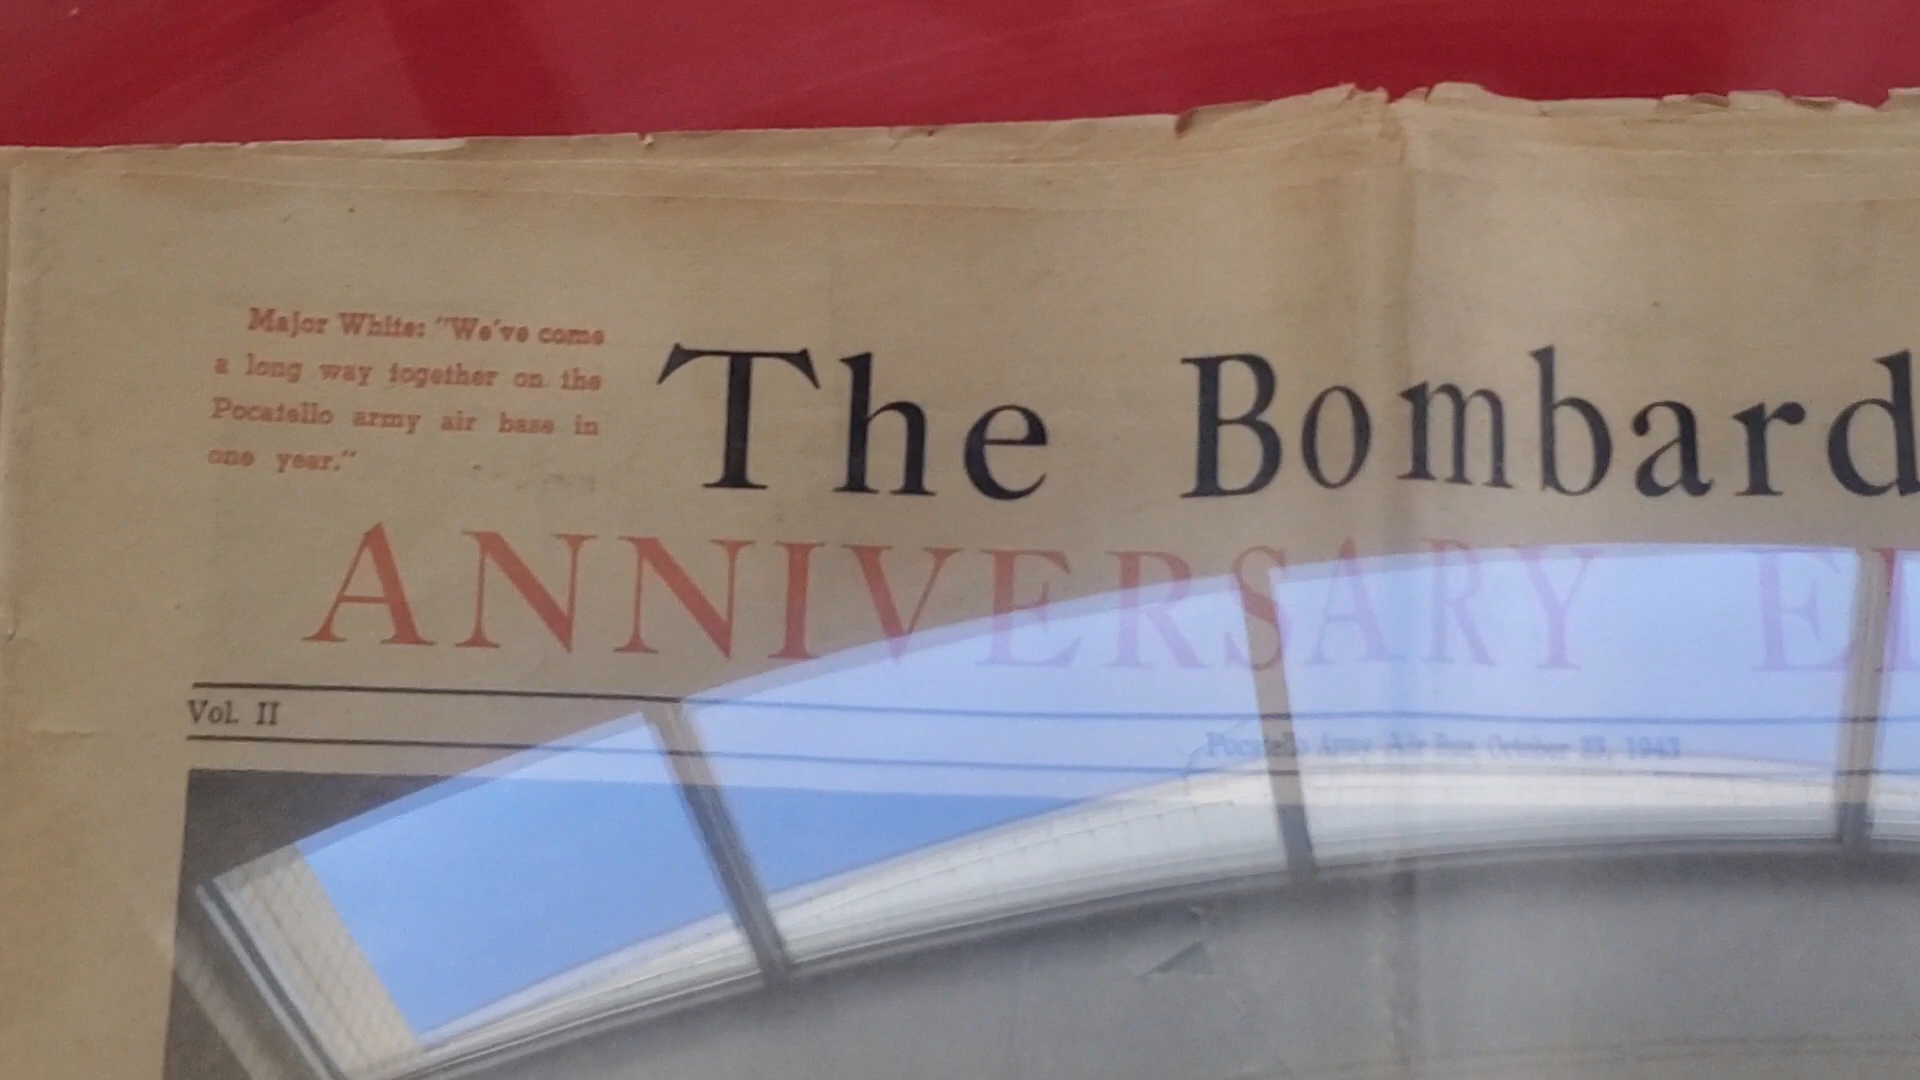 Major White: "We've come
a long way together on the
Pocatello army air base in
one year."
The Bombard
ANNIVERSARY E
Vol. II
Pocatello Army Air Base, October 1943